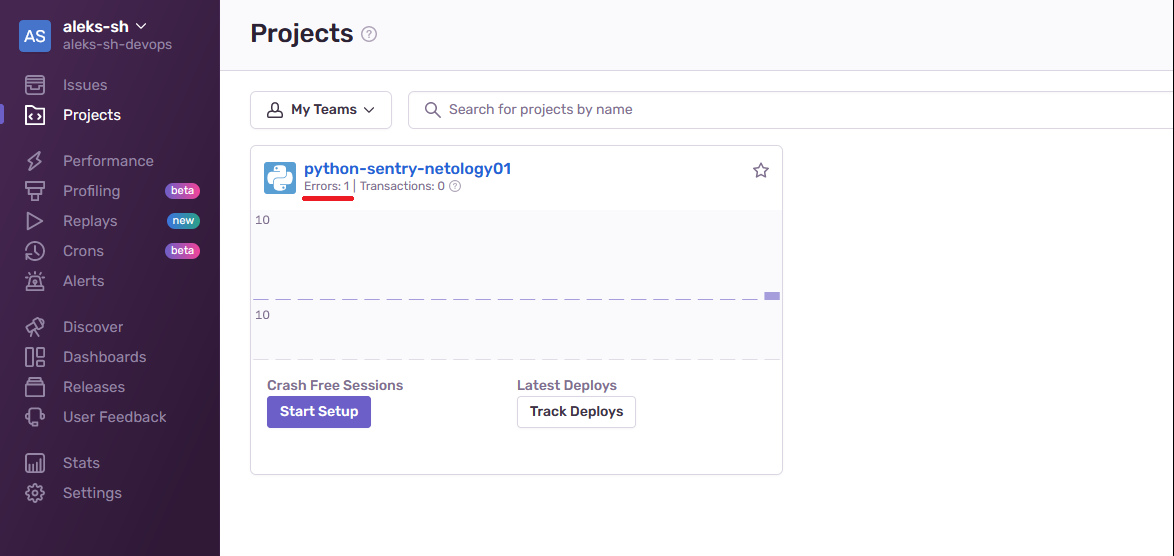 AS
aleks-sh
aleks-sh-devops
Issues
Projects
Performance
Profiling beta
Replays new
Crons beta
Alerts
Discover
Dashboards
Releases
User Feedback
Stats
Settings
Projects ?
My Teams
Search for projects by name
python-sentry-netology01
Errors: 1 | Transactions: 0 ?
10
10
Crash Free Sessions
Start Setup
Latest Deploys
Track Deploys